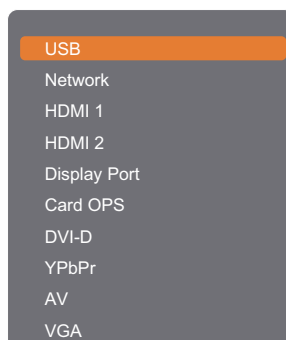 USB
Network
HDMI 1
HDMI 2
Display Port
Card OPS
DVI-D
YPbPr
AV
VGA